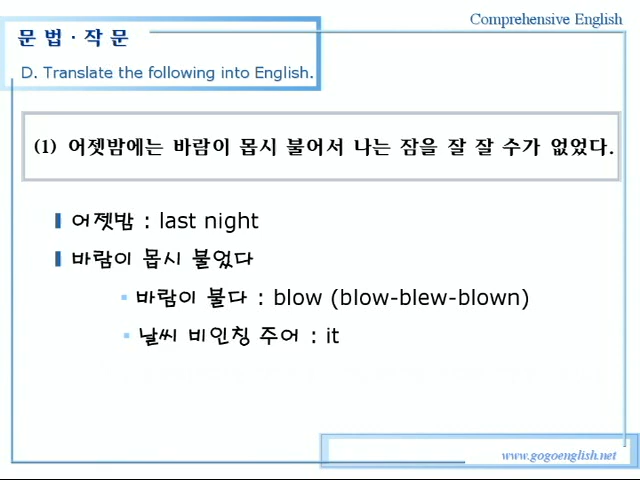 Comprehensive English
문 법 · 작 문
D. Translate the following into English.
(1) 어젯밤에는 바람이 몹시 불어서 나는 잠을 잘 잘 수가 없었다.
어젯밤 : last night
바람이 몹시 불었다
바람이 불다 : blow (blow-blew-blown)
날씨 비인칭 주어 : it
www.gogoenglish.net